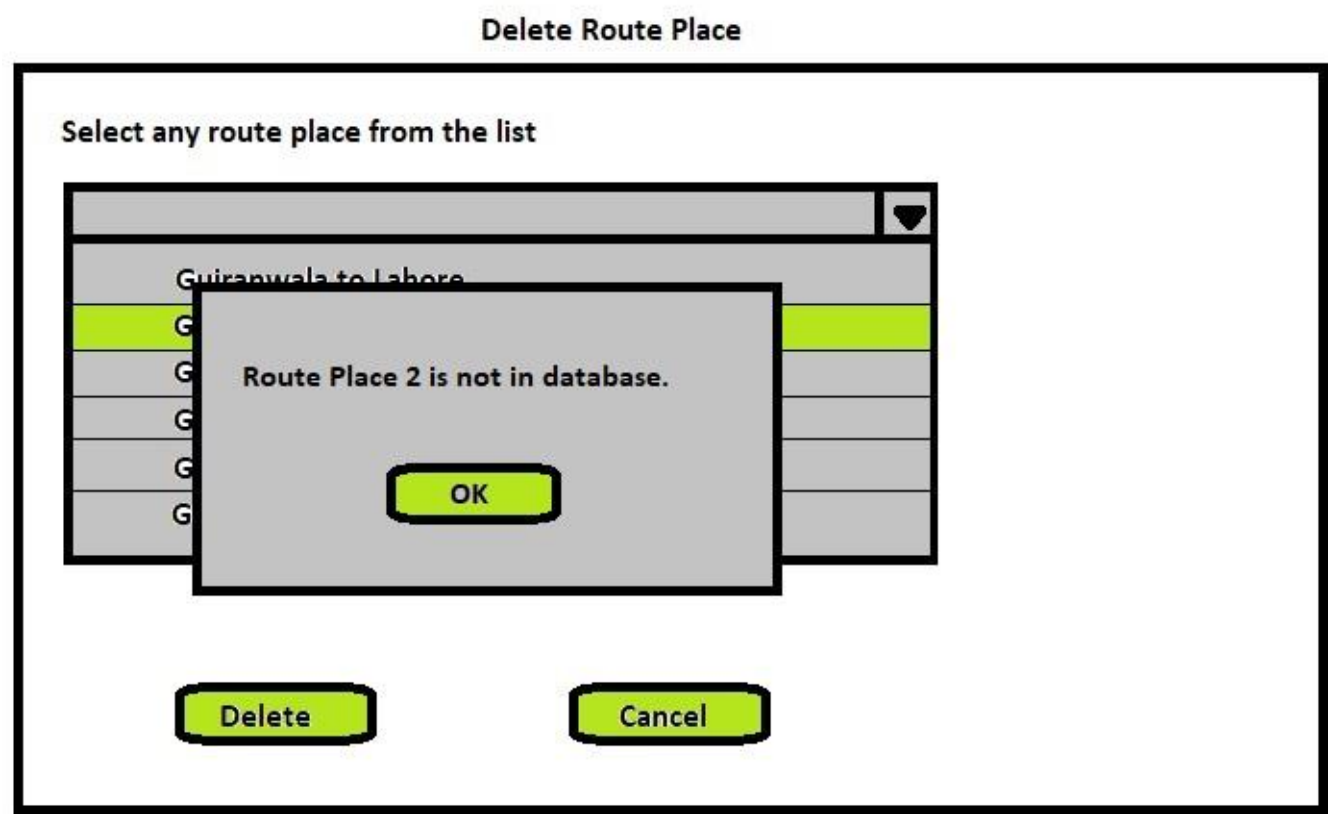 Delete Route Place
Select any route place from the list
Gujranwala to Lahore
G
G
Route Place 2 is not in database.
G
G
OK
G
Delete
Cancel